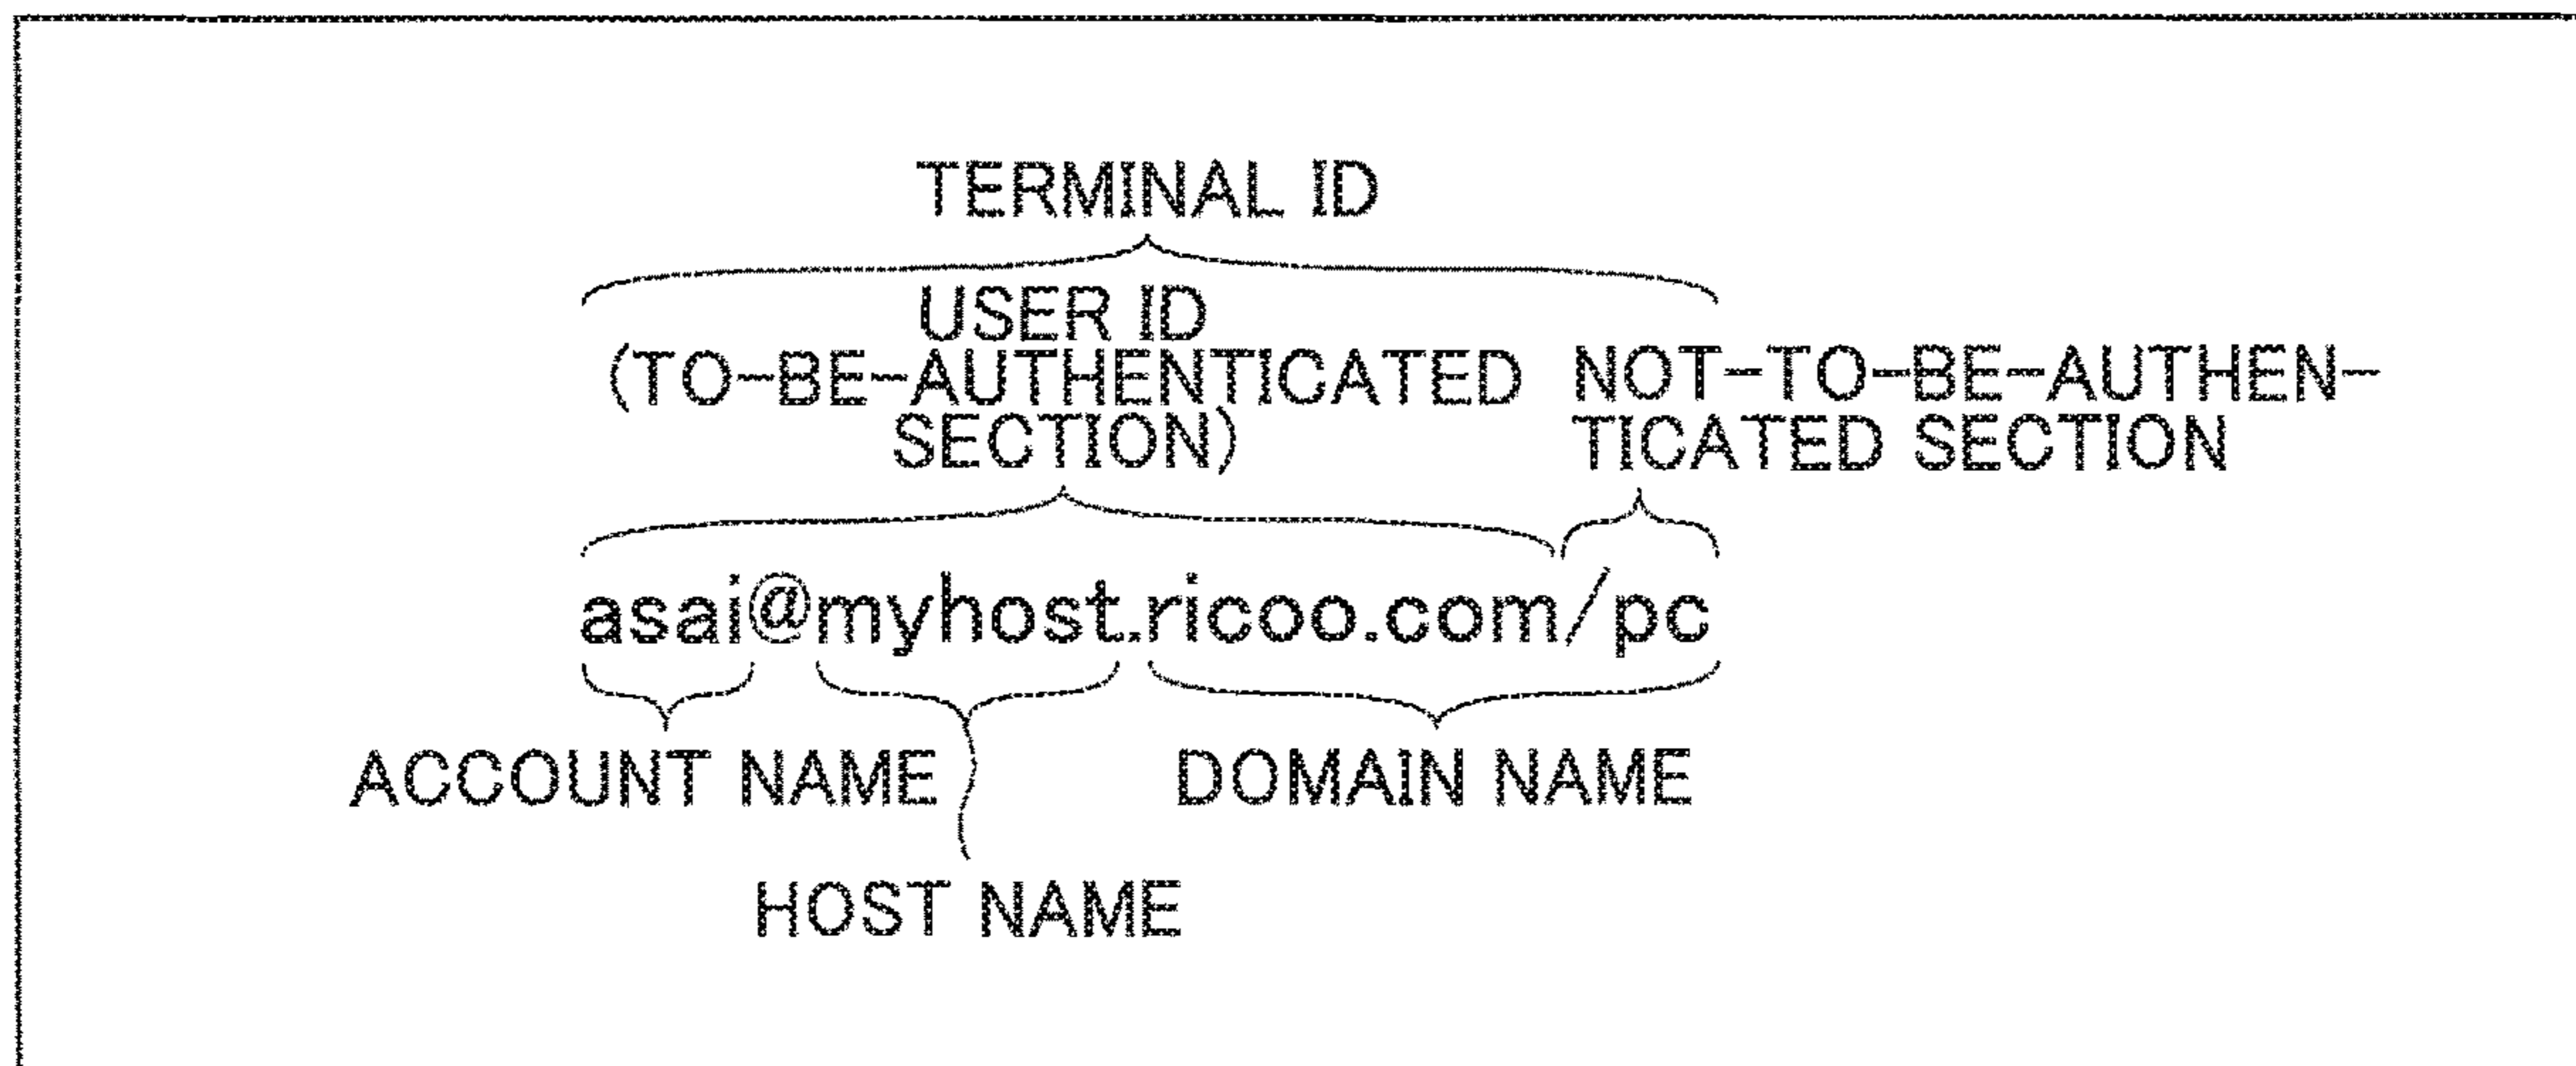 TERMINAL ID
USER ID
(TO-BE-AUTHENTICATED
SECTION)
NOT-TO-BE-AUTHEN-
TICATED SECTION
asai@myhost.ricoo.com/pc
ACCOUNT NAME
DOMAIN NAME
HOST NAME